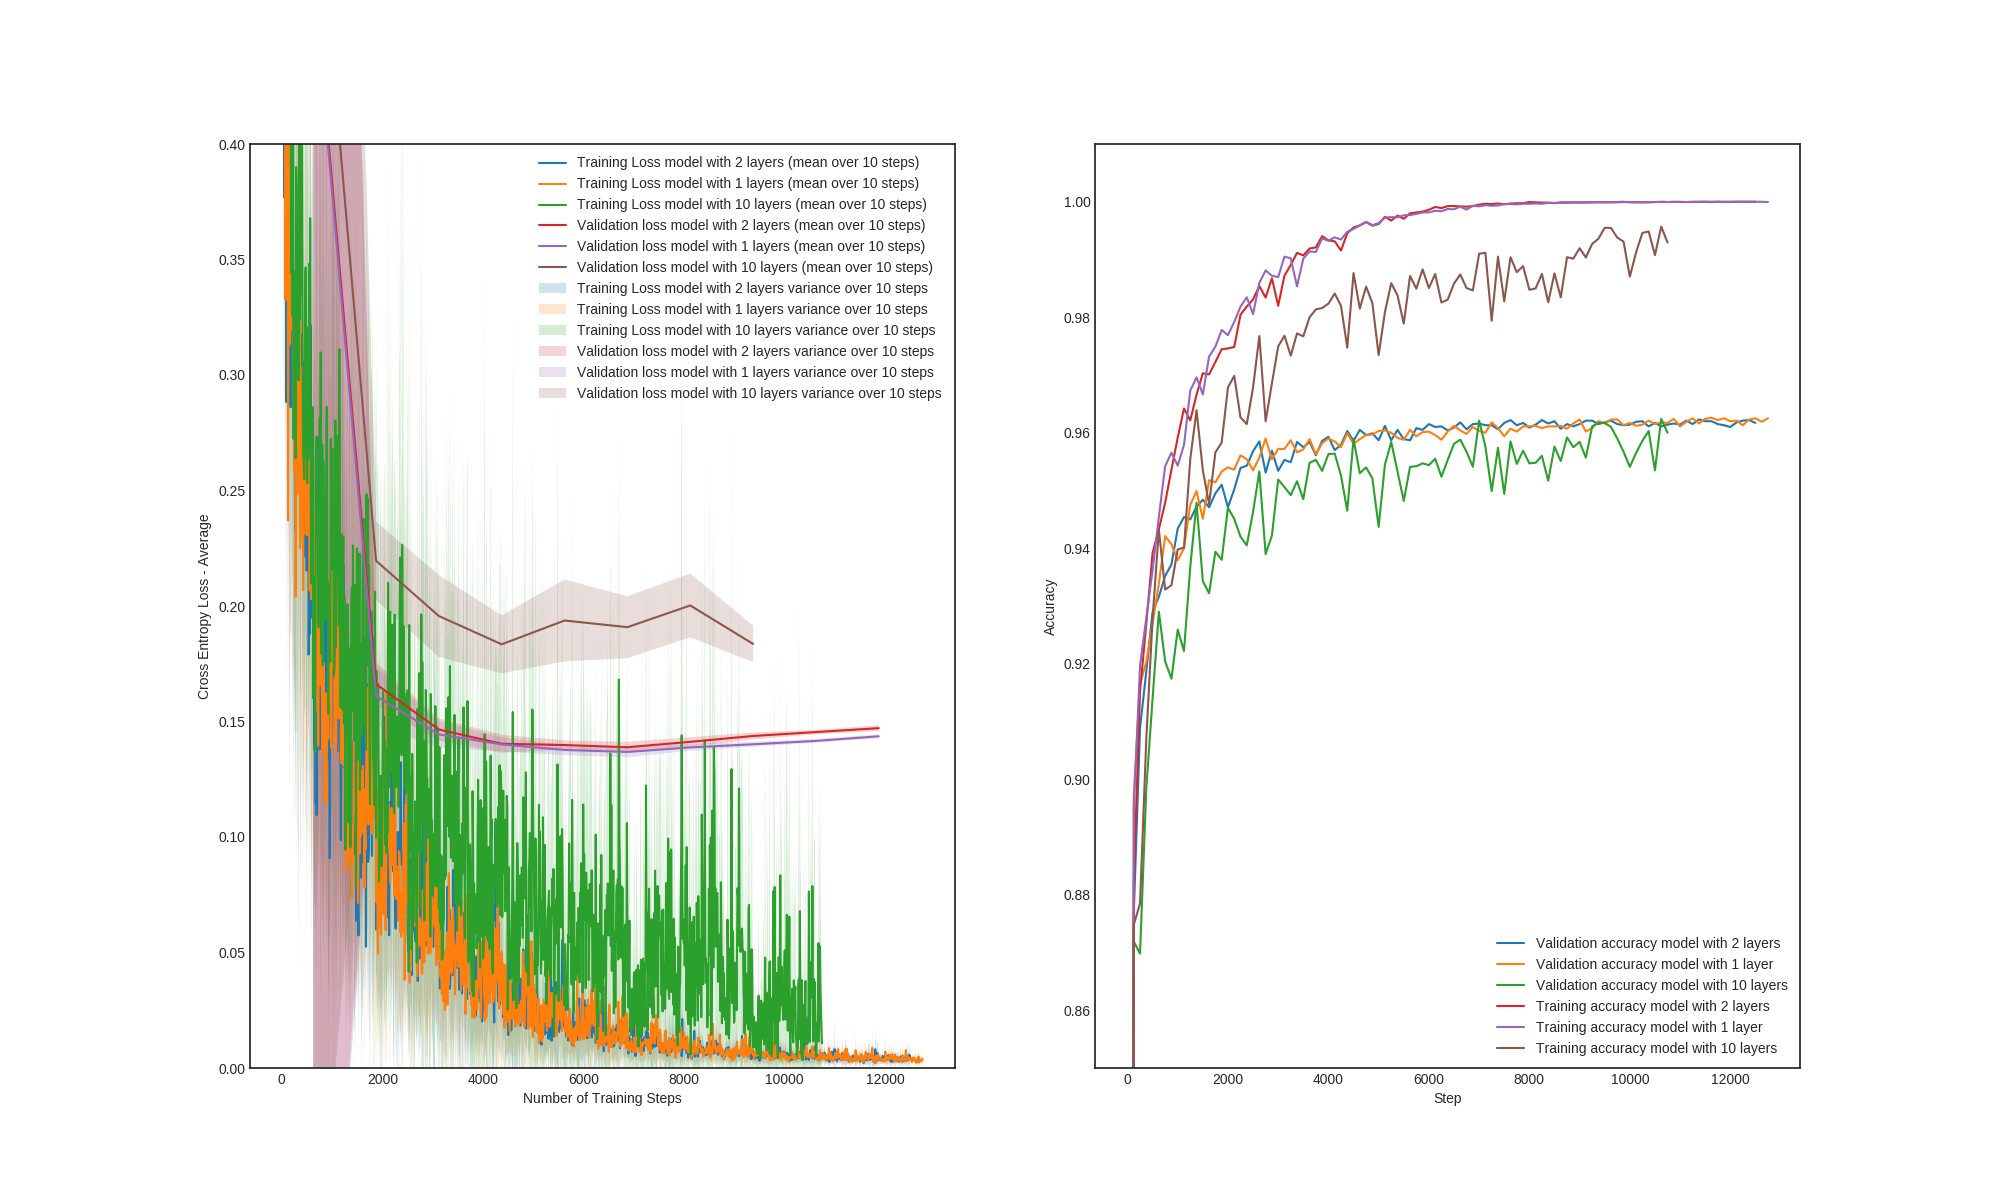 0.40
0.35
0.30
0.25
0.20
0.15
0.10
0.05
0.00
Cross Entropy Loss - Average
Training Loss model with 2 layers (mean over 10 steps)
Training Loss model with 1 layers (mean over 10 steps)
Training Loss model with 10 layers (mean over 10 steps)
Validation loss model with 2 layers (mean over 10 steps)
Validation loss model with 1 layers (mean over 10 steps)
Validation loss model with 10 layers (mean over 10 steps)
Training Loss model with 2 layers variance over 10 steps
Training Loss model with 1 layers variance over 10 steps
Training Loss model with 10 layers variance over 10 steps
Validation loss model with 2 layers variance over 10 steps
Validation loss model with 1 layers variance over 10 steps
Validation loss model with 10 layers variance over 10 steps
0 2000 4000 6000 8000 10000 12000
Number of Training Steps
1.00
0.98
0.96
0.94
0.92
0.90
0.88
0.86
Accuracy
Validation accuracy model with 2 layers
Validation accuracy model with 1 layer
Validation accuracy model with 10 layers
Training accuracy model with 2 layers
Training accuracy model with 1 layer
Training accuracy model with 10 layers
0 2000 4000 6000 8000 10000 12000
Step